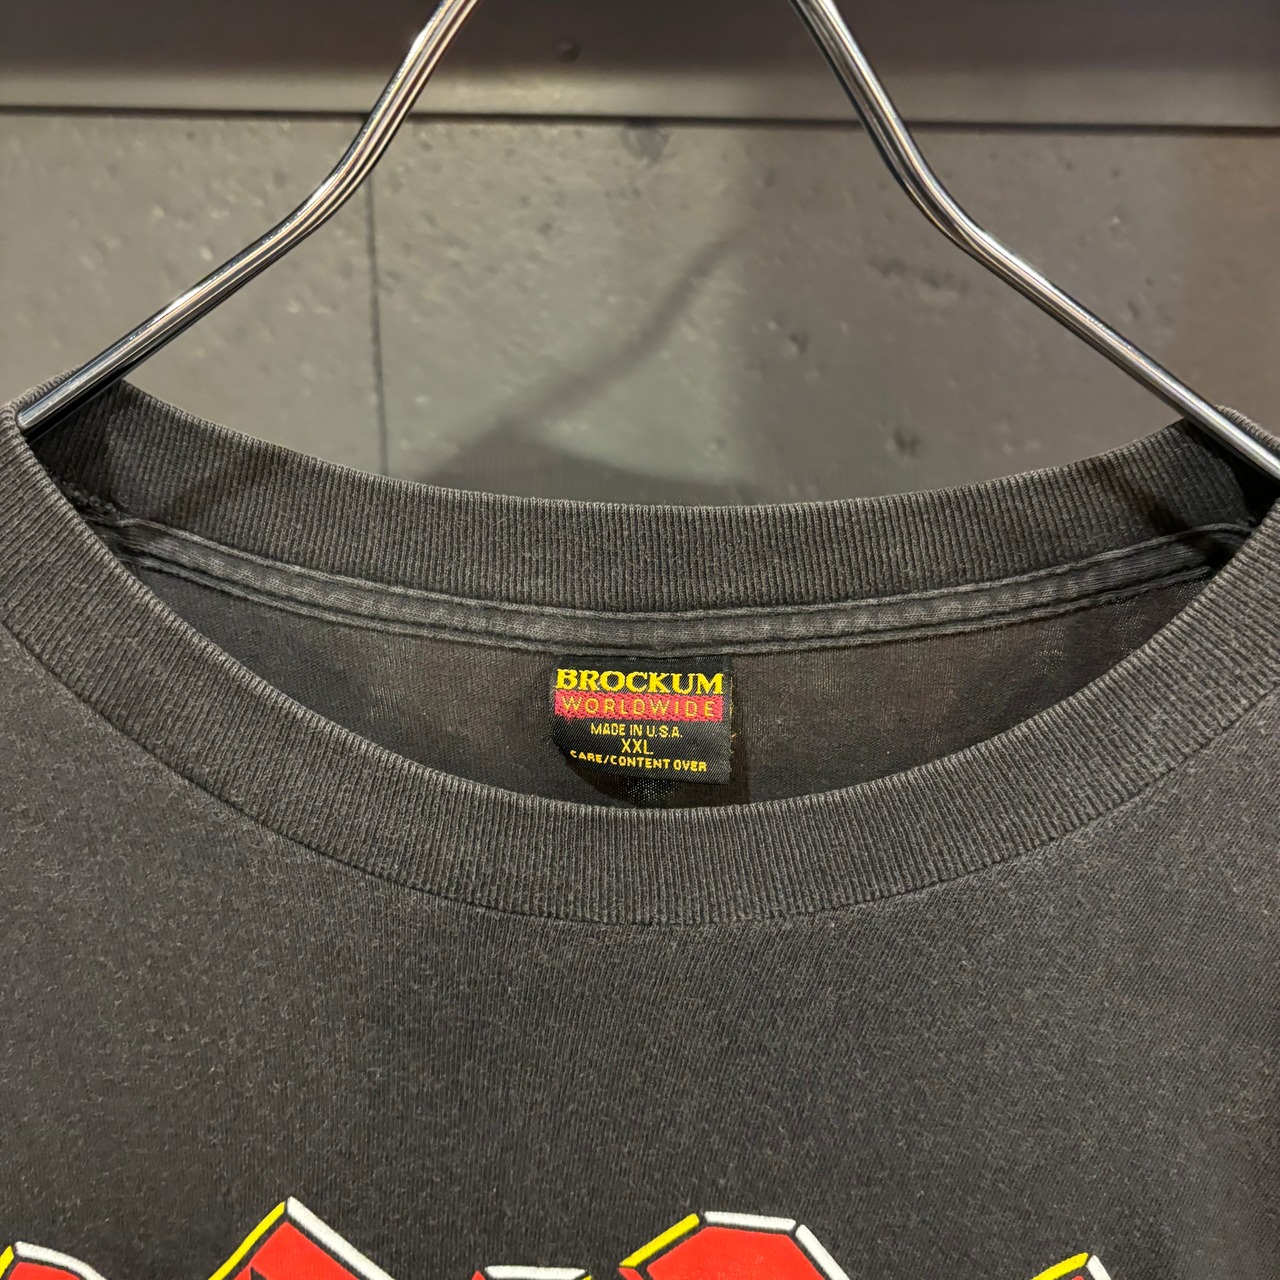 BROCKUM
WORLDWIDE
MADE IN U.S.A.
XXL
CARE/CONTENT OVER